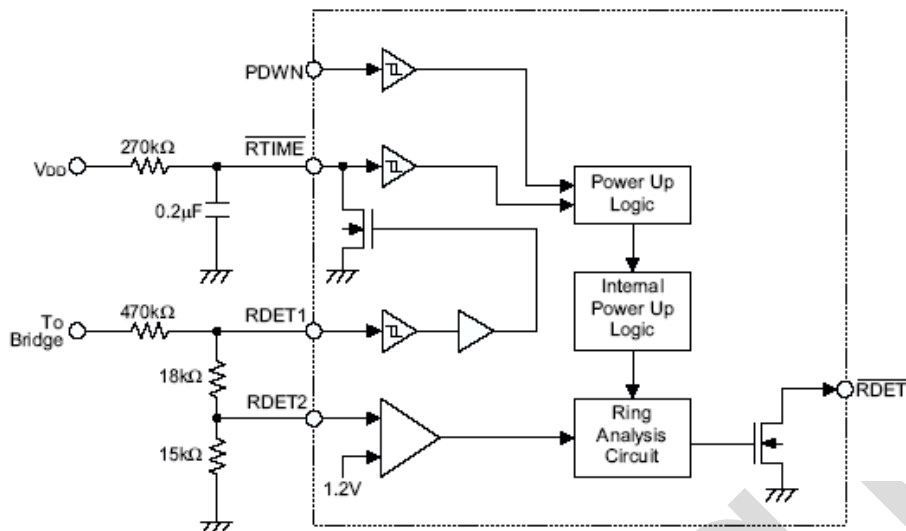 PDWN
270kΩ
RTIME
VDD
0.2μF
Power Up
Logic
Internal
Power Up
Logic
To
Bridge
470kΩ
RDET1
18kΩ
RDET2
15kΩ
1.2V
Ring
Analysis
Circuit
RDET